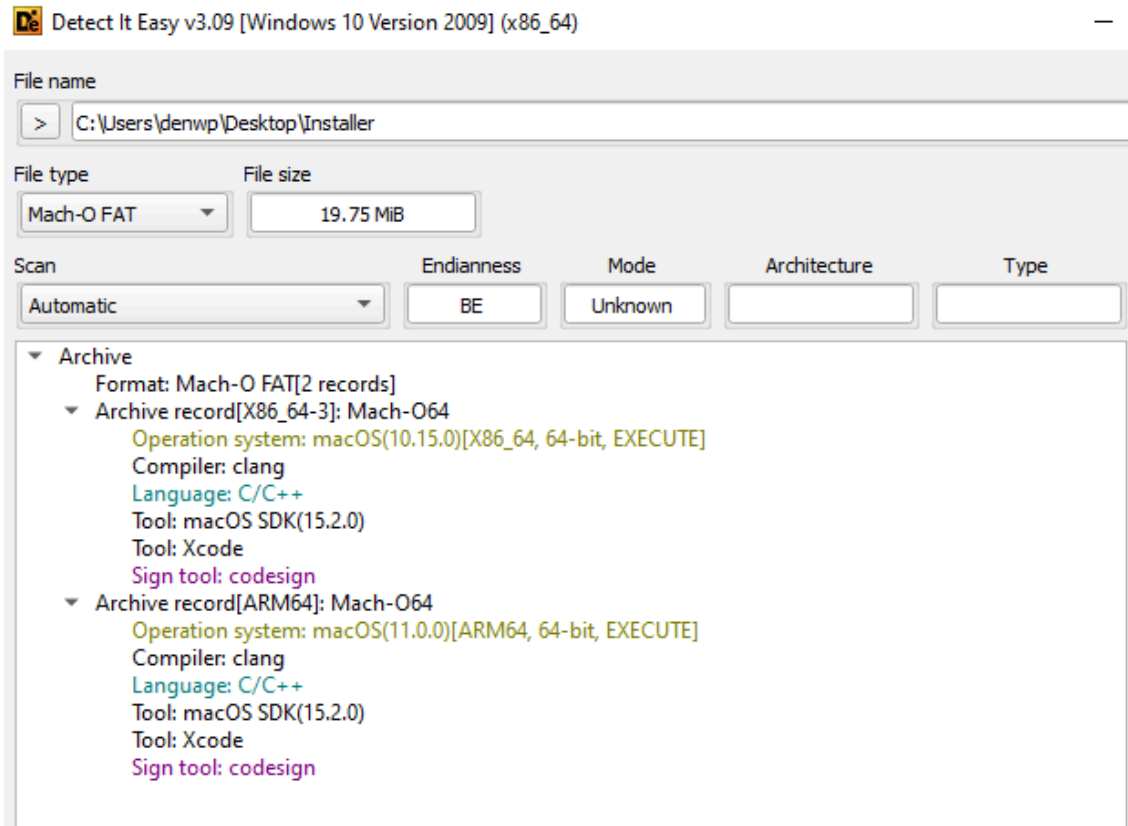 Detect It Easy v3.09 [Windows 10 Version 2009] (x86_64)
File name
> C:\Users\denwp\Desktop\Installer
File type File size
Mach-O FAT 19.75 MiB
Scan Endianness Mode Architecture Type
Automatic BE Unknown
Archive
Format: Mach-O FAT[2 records]
Archive record[X86_64-3]: Mach-O64
Operation system: macOS(10.15.0)[X86_64, 64-bit, EXECUTE]
Compiler: clang
Language: C/C++
Tool: macOS SDK(15.2.0)
Tool: Xcode
Sign tool: codesign
Archive record[ARM64]: Mach-O64
Operation system: macOS(11.0.0)[ARM64, 64-bit, EXECUTE]
Compiler: clang
Language: C/C++
Tool: macOS SDK(15.2.0)
Tool: Xcode
Sign tool: codesign